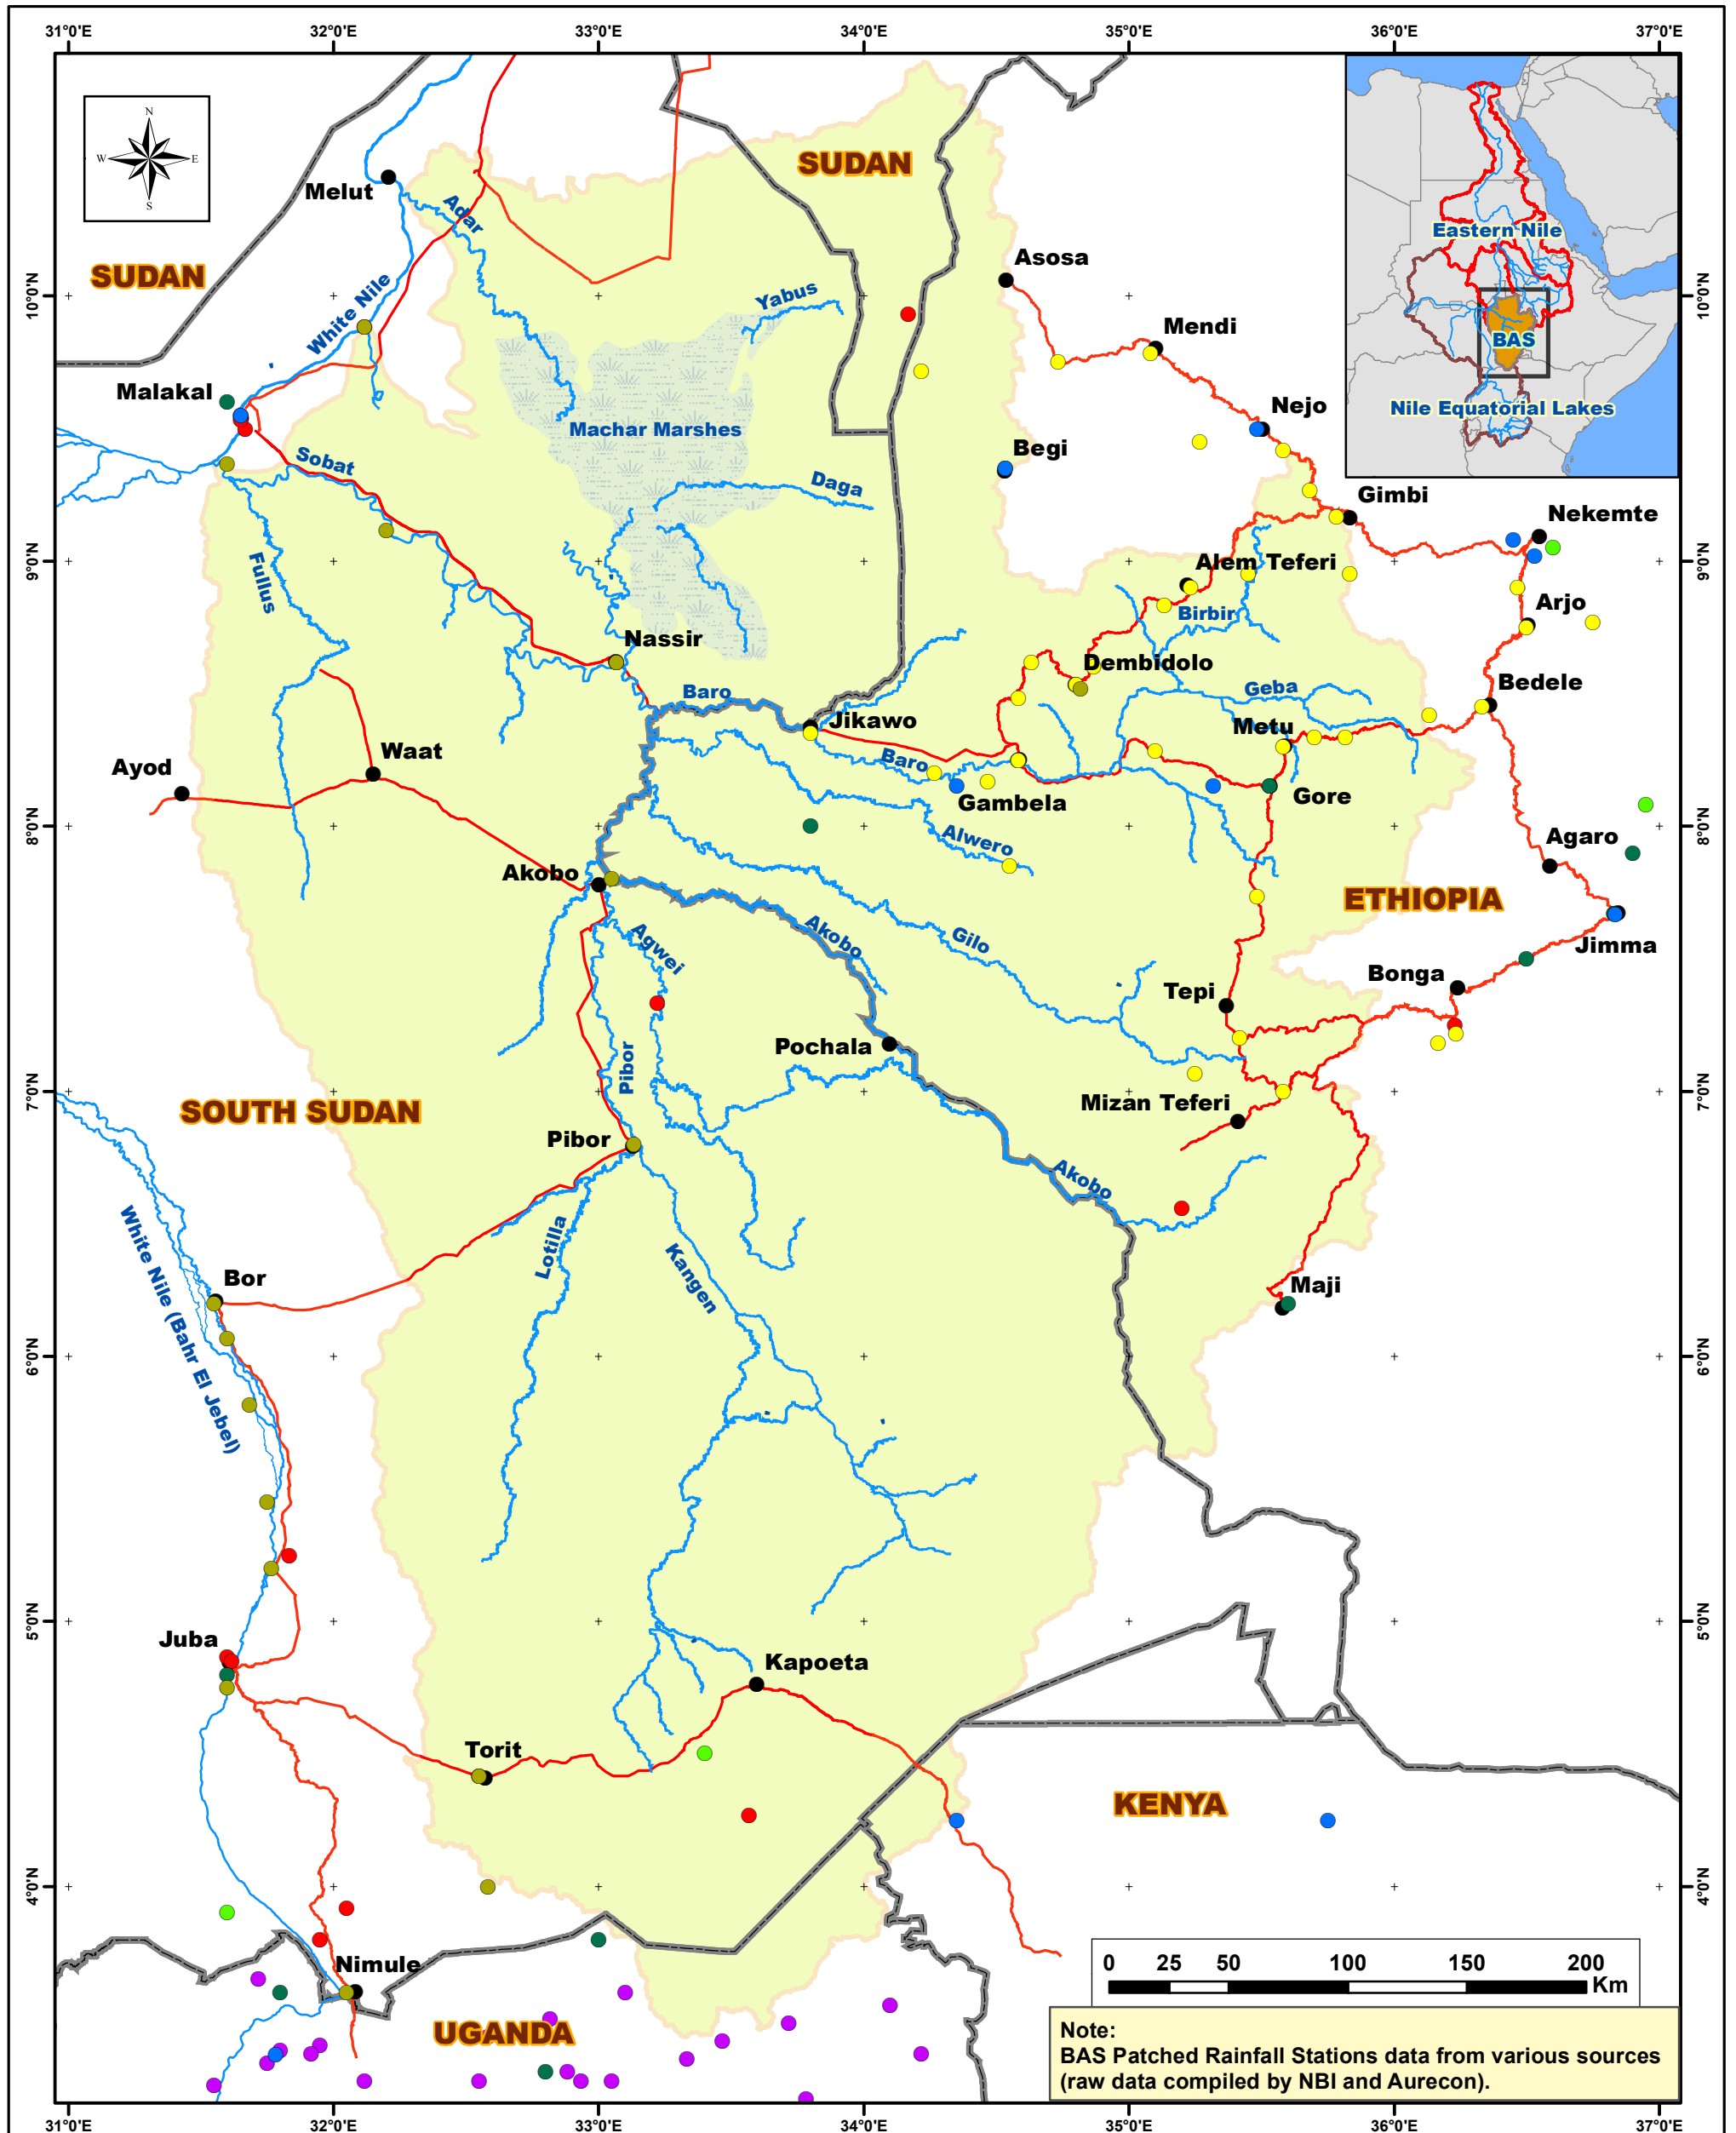 31°0'E
32°0'E
33°0'E
34°0'E
35°0'E
36°0'E
37°0'E
N
W
E
S
SUDAN
Melut
Adar
Eastern Nile
BAS
Nile Equatorial Lakes
SUDAN
Asosa
10°0'N
10°0'N
White Nile
Yabus
Mendi
Malakal
Machar Marshes
Nejo
Begi
Sobat
Daga
Gimbi
Nekemte
9°0'N
9°0'N
Fullus
Alem Teferi
Arjo
Birbir
Nassir
Dembidolo
Bedele
Baro
Geba
Jikawo
Metu
Waat
Ayod
Baro
Gambela
Gore
8°0'N
8°0'N
Alwero
Agaro
Akobo
ETHIOPIA
Agwei
Akobo
Gilo
Jimma
Bonga
Tepi
Pochala
Pibor
7°0'N
7°0'N
SOUTH SUDAN
Mizan Teferi
Pibor
Akobo
White Nile (Bahr El Jebel)
Lotilla
Kangen
Bor
Maji
6°0'N
6°0'N
5°0'N
5°0'N
Juba
Kapoeta
Torit
KENYA
4°0'N
4°0'N
Nimule
0 25 50 100 150 200
Km
UGANDA
Note:
BAS Patched Rainfall Stations data from various sources
(raw data compiled by NBI and Aurecon).
31°0'E
32°0'E
33°0'E
34°0'E
35°0'E
36°0'E
37°0'E